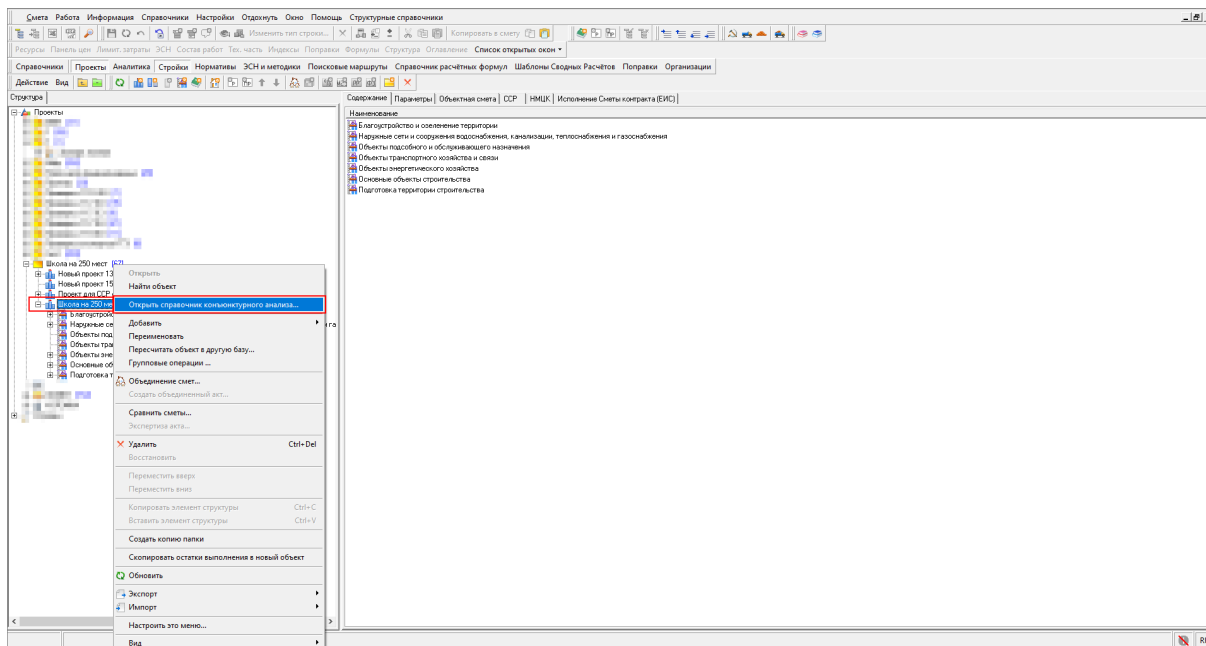 Смета Работа Информация Справочники Настройки Отдохнуть Окно Помощь Структурные справочники
Изменить тип строки... Копировать в смету
Ресурсы Панель цен Лимит.затраты ЭСН Состав работ Тех. часть Индексы Поправки Формулы Структура Оглавление Список открытых окон
Справочники Проекты Аналитика Стройки Нормативы ЭСН и методики Поисковые маршруты Справочник расчётных формул Шаблоны Сводных Расчётов Поправки Организации
Действие Вид
Структура
Содержание Параметры Объектная смета ССР НМЦК Исполнение Сметы контракта (ЕИС)
Проекты
Наименование
Благоустройство и озеленение территории
Наружные сети и сооружения водоснабжения, канализации, теплоснабжения и газоснабжения
Объекты подсобного и обслуживающего назначения
Объекты транспортного хозяйства и связи
Объекты энергетического хозяйства
Основные объекты строительства
Подготовка территории строительства
Школа на 250 мест [67]
Новый проект 13
Новый проект 15
Проект для ССР
Школа на 250 ме
Благоустрой
Наружные се
Объекты под
Объекты тра
Объекты эне
Основные об
Подготовка т
Открыть
Найти объект
Открыть справочник конъюнктурного анализа...
Добавить
Переименовать
Пересчитать объект в другую базу...
Групповые операции ...
Объединение смет...
Создать объединенный акт...
Сравнить сметы...
Экспертиза акта...
Удалить Ctrl+Del
Восстановить
Переместить вверх
Переместить вниз
Копировать элемент структуры Ctrl+C
Вставить элемент структуры Ctrl+V
Создать копию папки
Скопировать остатки выполнения в новый объект
Обновить
Экспорт
Импорт
Настроить это меню...
Вид